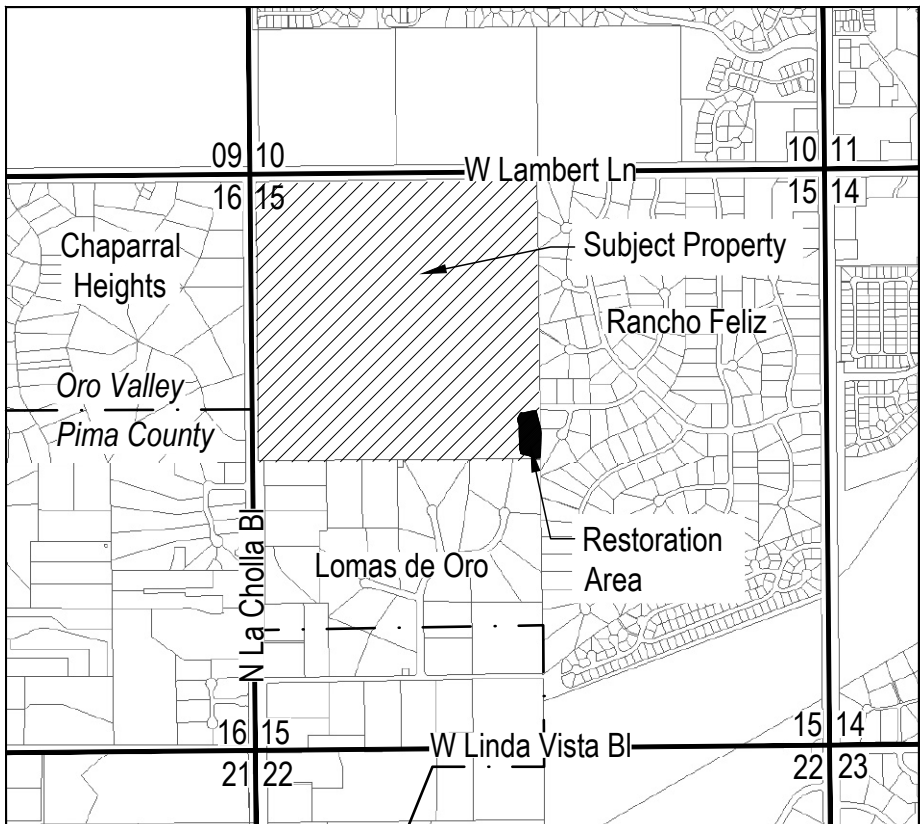 09 10
10 11
W Lambert Ln
16 15
15 14
Chaparral
Heights
Subject Property
Rancho Feliz
Oro Valley
Pima County
N La Cholla Bl
Lomas de Oro
Restoration
Area
16 15
15 14
W Linda Vista Bl
21 22
22 23